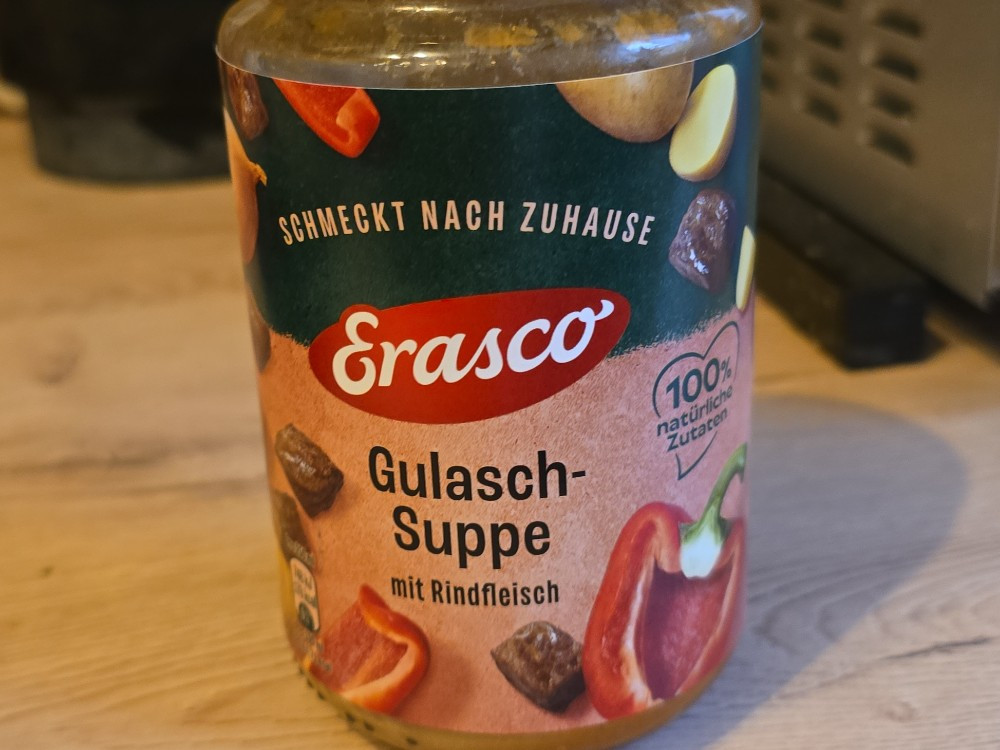 SCHMECKT NACH ZUHAUSE
Erasco
100%
natürliche
Zutaten
Gulasch-
Suppe
mit Rindfleisch